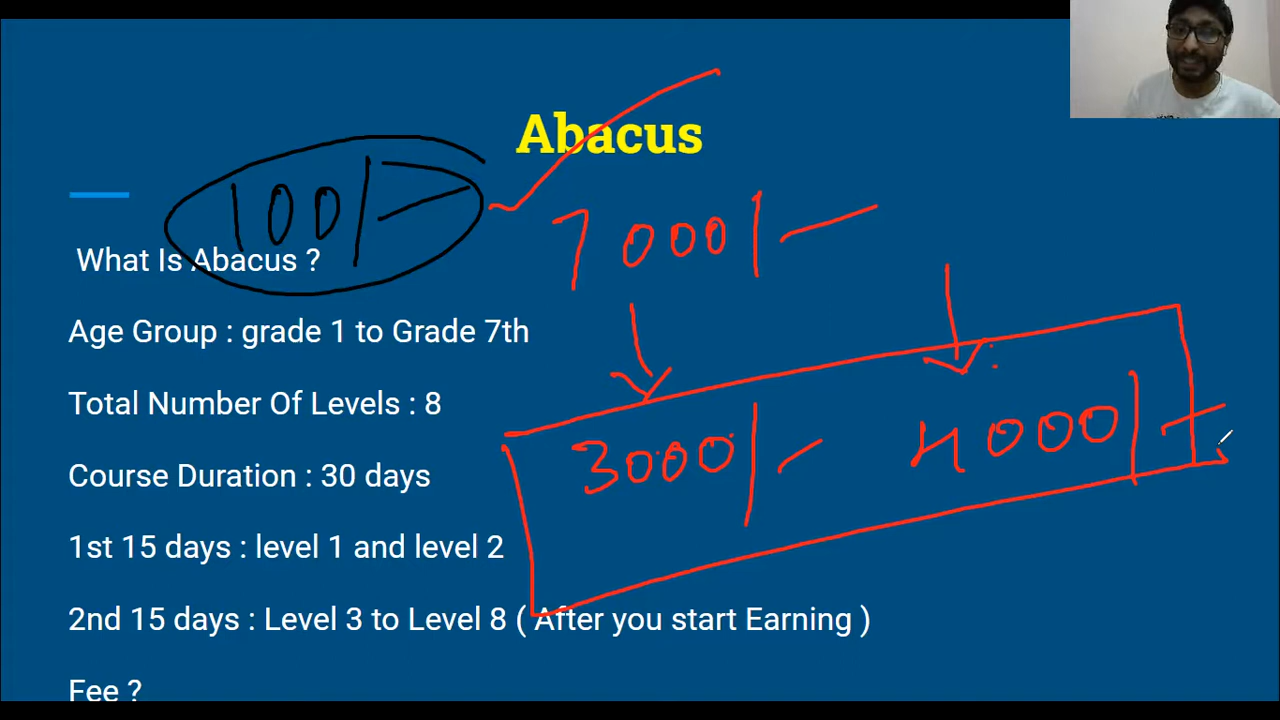 Abacus
100/-
7000/-
What Is Abacus ?
Age Group : grade 1 to Grade 7th
Total Number Of Levels : 8
3000/- 4000/-
Course Duration : 30 days
1st 15 days : level 1 and level 2
2nd 15 days : Level 3 to Level 8 ( After you start Earning )
Fee ?